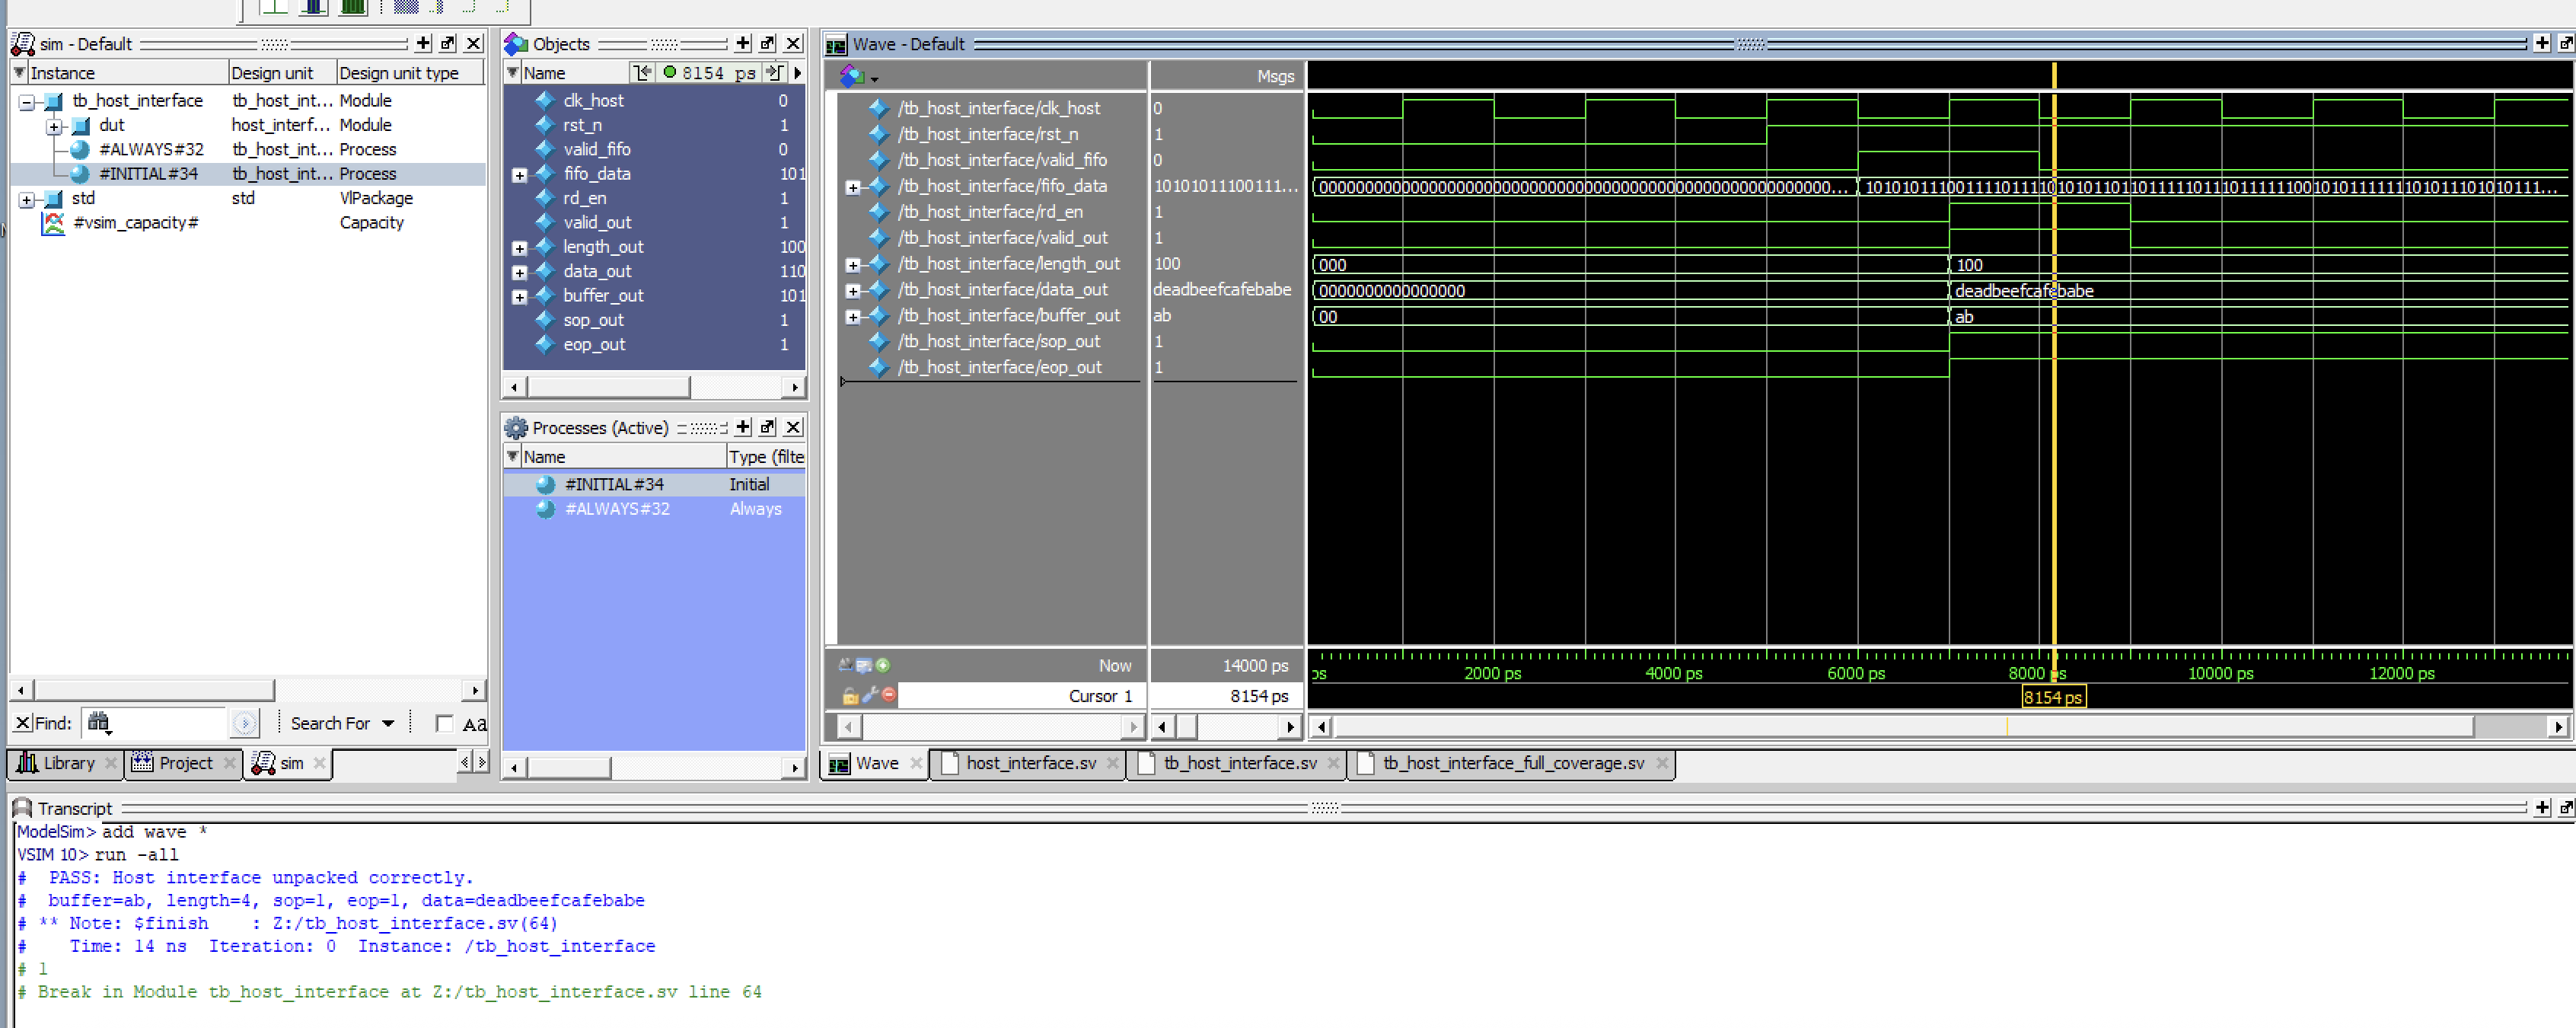 sim - Default
Instance Design unit Design unit type
tb_host_interface tb_host_int... Module
dut host_interf... Module
#ALWAYS#32 tb_host_int... Process
#INITIAL#34 tb_host_int... Process
std std VlPackage
#vsim_capacity# Capacity
Find: Search For Aa
Library Project sim
Objects
Name 8154 ps
clk_host 0
rst_n 1
valid_fifo 0
fifo_data 101
rd_en 1
valid_out 1
length_out 100
data_out 110
buffer_out 101
sop_out 1
eop_out 1
Processes (Active)
Name Type (filte
#INITIAL#34 Initial
#ALWAYS#32 Always
Wave - Default
Msgs
/tb_host_interface/clk_host 0
/tb_host_interface/rst_n 1
/tb_host_interface/valid_fifo 0
/tb_host_interface/fifo_data 10101011100111...
/tb_host_interface/rd_en 1
/tb_host_interface/valid_out 1
/tb_host_interface/length_out 100 000 100
/tb_host_interface/data_out deadbeefcafebabe 0000000000000000 deadbeefcafebabe
/tb_host_interface/buffer_out ab 00 ab
/tb_host_interface/sop_out 1
/tb_host_interface/eop_out 1
Now 14000 ps
ps 2000 ps 4000 ps 6000 ps 8000 ps 10000 ps 12000 ps
Cursor 1 8154 ps
8154 ps
Wave host_interface.sv tb_host_interface.sv tb_host_interface_full_coverage.sv
Transcript
ModelSim> add wave *
VSIM 10> run -all
#  PASS: Host interface unpacked correctly.
#  buffer=ab, length=4, sop=1, eop=1, data=deadbeefcafebabe
# ** Note: $finish    : Z:/tb_host_interface.sv(64)
#    Time: 14 ns  Iteration: 0  Instance: /tb_host_interface
# 1
# Break in Module tb_host_interface at Z:/tb_host_interface.sv line 64